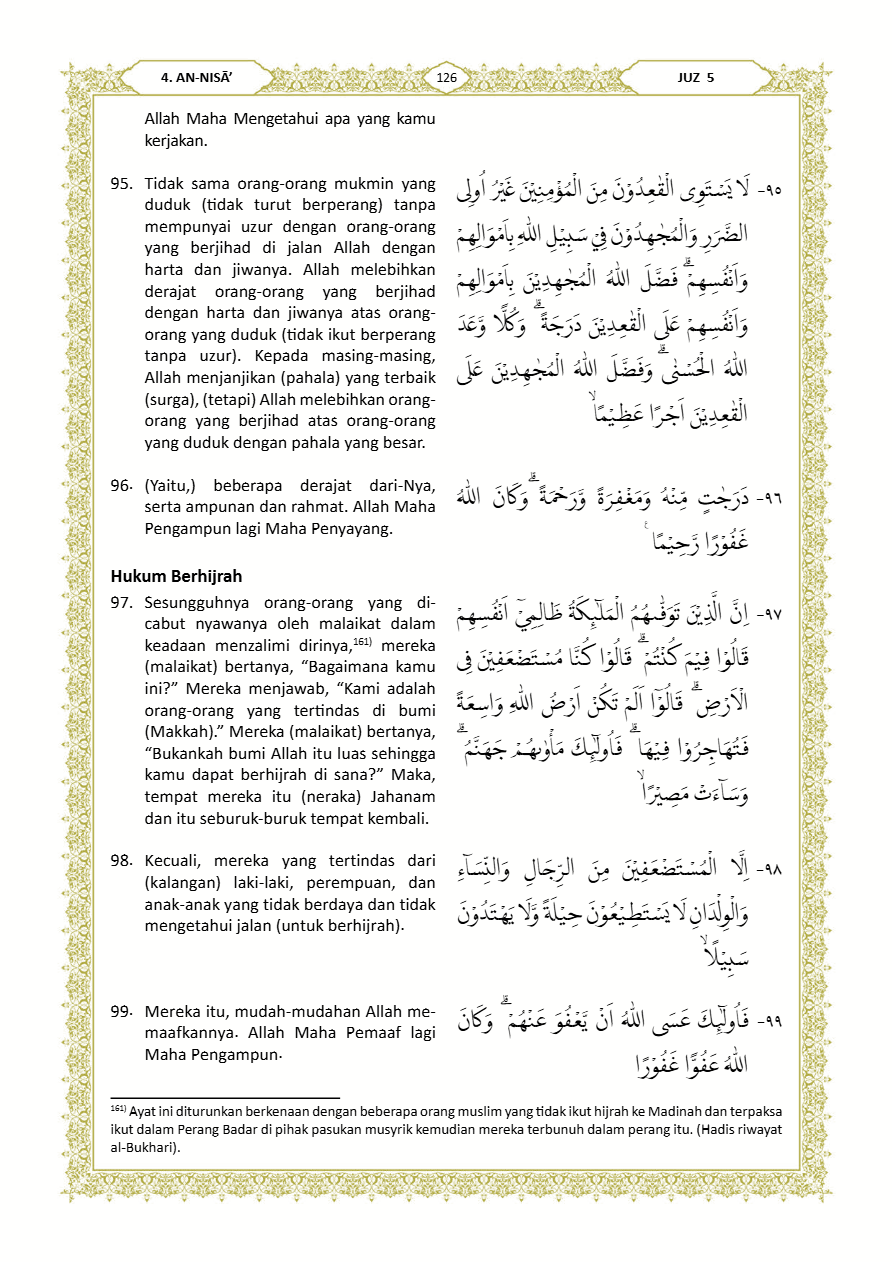 4. AN-NISĀ’
126
JUZ 5
Allah Maha Mengetahui apa yang kamu
kerjakan.
95. Tidak sama orang-orang mukmin yang
duduk (tidak turut berperang) tanpa
mempunyai uzur dengan orang-orang
yang berjihad di jalan Allah dengan
harta dan jiwanya. Allah melebihkan
derajat orang-orang yang berjihad
dengan harta dan jiwanya atas orang-
orang yang duduk (tidak ikut berperang
tanpa uzur). Kepada masing-masing,
Allah menjanjikan (pahala) yang terbaik
(surga), (tetapi) Allah melebihkan orang-
orang yang berjihad atas orang-orang
yang duduk dengan pahala yang besar.
٩٥- لَا يَسْتَوِى الْقٰعِدُوْنَ مِنَ الْمُؤْمِنِيْنَ غَيْرُ اُولِى
الضَّرَرِ وَالْمُجٰهِدُوْنَ فِيْ سَبِيْلِ اللّٰهِ بِاَمْوَالِهِمْ
وَاَنْفُسِهِمْۗ فَضَّلَ اللّٰهُ الْمُجٰهِدِيْنَ بِاَمْوَالِهِمْ
وَاَنْفُسِهِمْ عَلَى الْقٰعِدِيْنَ دَرَجَةً ۗ وَكُلًّا وَّعَدَ
اللّٰهُ الْحُسْنٰىۗ وَفَضَّلَ اللّٰهُ الْمُجٰهِدِيْنَ عَلَى
الْقٰعِدِيْنَ اَجْرًا عَظِيْمًاۙ
96. (Yaitu,) beberapa derajat dari-Nya,
serta ampunan dan rahmat. Allah Maha
Pengampun lagi Maha Penyayang.
٩٦- دَرَجٰتٍ مِّنْهُ وَمَغْفِرَةً وَّرَحْمَةً ۗوَكَانَ اللّٰهُ
غَفُوْرًا رَّحِيْمًا ࣖ
Hukum Berhijrah
97. Sesungguhnya orang-orang yang di-
cabut nyawanya oleh malaikat dalam
keadaan menzalimi dirinya,161) mereka
(malaikat) bertanya, “Bagaimana kamu
ini?” Mereka menjawab, “Kami adalah
orang-orang yang tertindas di bumi
(Makkah).” Mereka (malaikat) bertanya,
“Bukankah bumi Allah itu luas sehingga
kamu dapat berhijrah di sana?” Maka,
tempat mereka itu (neraka) Jahanam
dan itu seburuk-buruk tempat kembali.
٩٧- اِنَّ الَّذِيْنَ تَوَفّٰىهُمُ الْمَلٰۤىِٕكَةُ ظَالِمِيْٓ اَنْفُسِهِمْ
قَالُوْا فِيْمَ كُنْتُمْ ۗ قَالُوْا كُنَّا مُسْتَضْعَفِيْنَ فِى
الْاَرْضِۗ قَالُوْٓا اَلَمْ تَكُنْ اَرْضُ اللّٰهِ وَاسِعَةً
فَتُهَاجِرُوْا فِيْهَاۗ فَاُولٰۤىِٕكَ مَأْوٰىهُمْ جَهَنَّمُ ۗ
وَسَاۤءَتْ مَصِيْرًاۙ
98. Kecuali, mereka yang tertindas dari
(kalangan) laki-laki, perempuan, dan
anak-anak yang tidak berdaya dan tidak
mengetahui jalan (untuk berhijrah).
٩٨- اِلَّا الْمُسْتَضْعَفِيْنَ مِنَ الرِّجَالِ وَالنِّسَاۤءِ
وَالْوِلْدَانِ لَا يَسْتَطِيْعُوْنَ حِيْلَةً وَّلَا يَهْتَدُوْنَ
سَبِيْلًاۙ
99. Mereka itu, mudah-mudahan Allah me-
maafkannya. Allah Maha Pemaaf lagi
Maha Pengampun.
٩٩- فَاُولٰۤىِٕكَ عَسَى اللّٰهُ اَنْ يَّعْفُوَ عَنْهُمْ ۗ وَكَانَ
اللّٰهُ عَفُوًّا غَفُوْرًا
161) Ayat ini diturunkan berkenaan dengan beberapa orang muslim yang tidak ikut hijrah ke Madinah dan terpaksa
ikut dalam Perang Badar di pihak pasukan musyrik kemudian mereka terbunuh dalam perang itu. (Hadis riwayat
al-Bukhari).